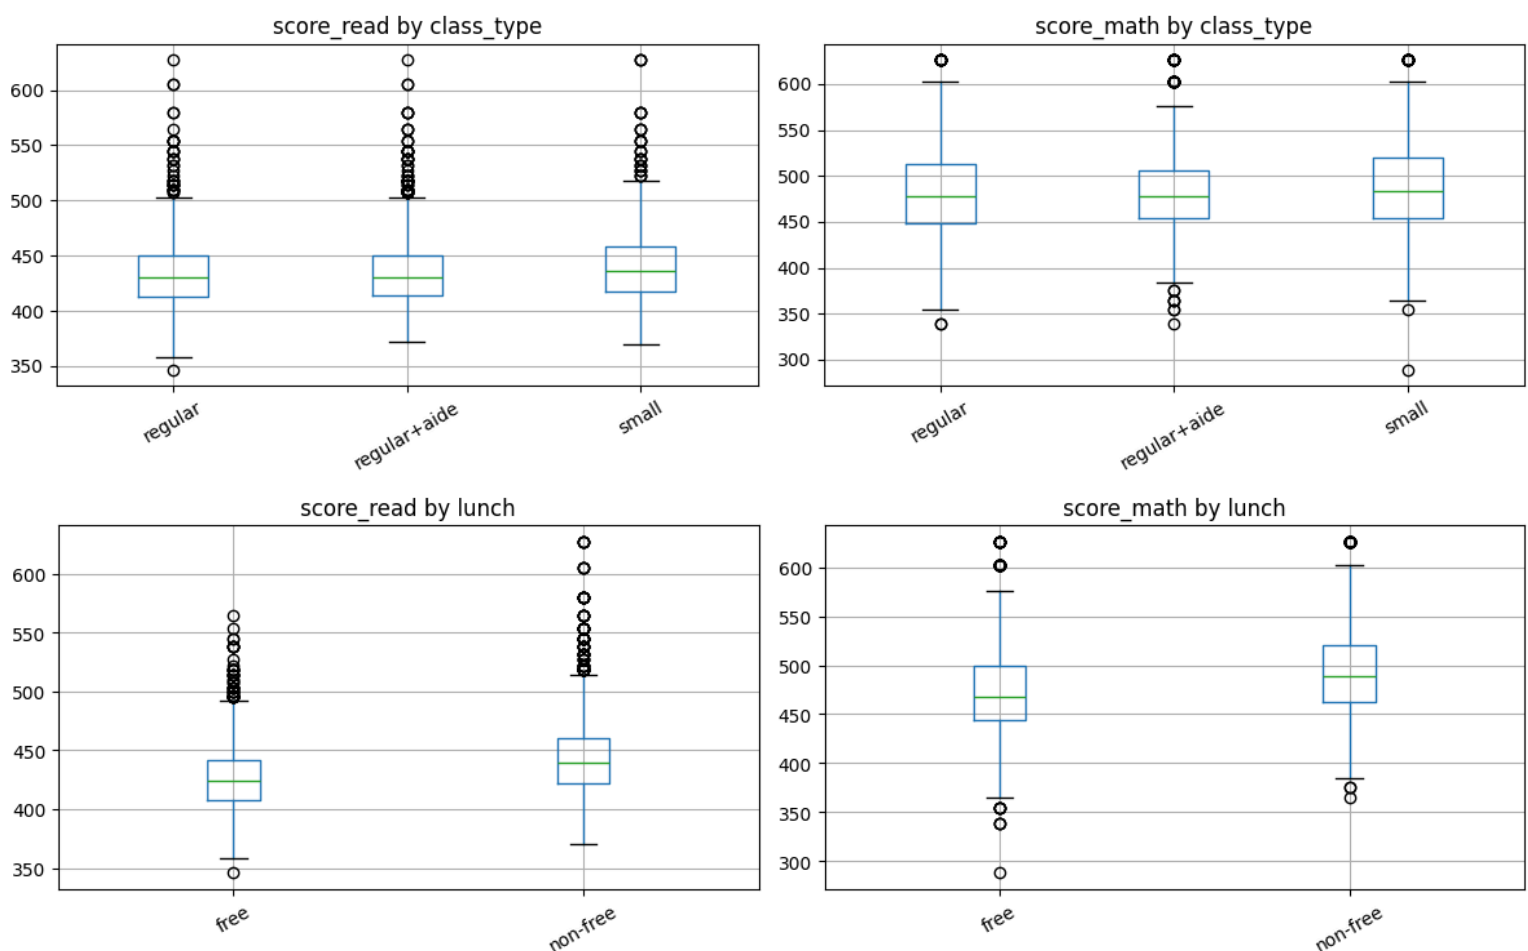 score_read by class_type
600
550
500
450
400
350
regular
regular+aide
small
score_math by class_type
600
550
500
450
400
350
300
regular
regular+aide
small
score_read by lunch
600
550
500
450
400
350
free
non-free
score_math by lunch
600
550
500
450
400
350
300
free
non-free